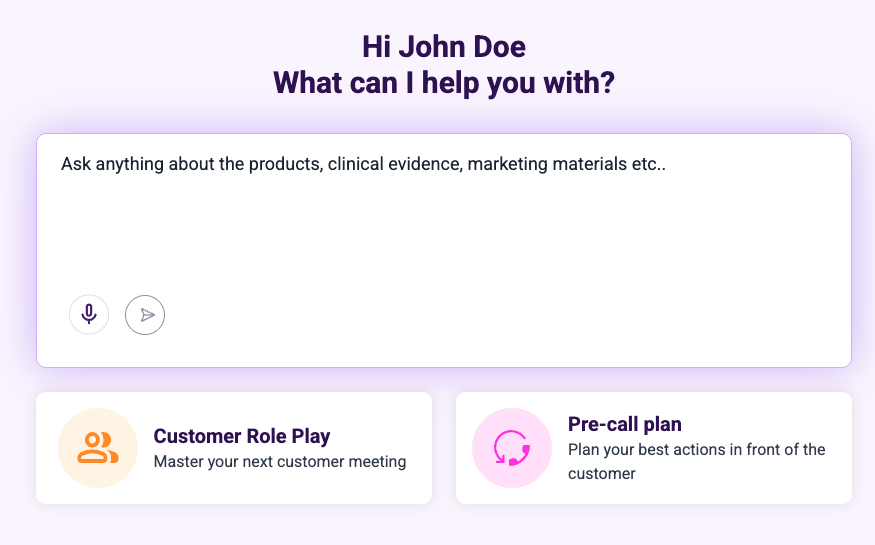 Hi John Doe
What can I help you with?
Ask anything about the products, clinical evidence, marketing materials etc..
Customer Role Play
Master your next customer meeting
Pre-call plan
Plan your best actions in front of the
customer